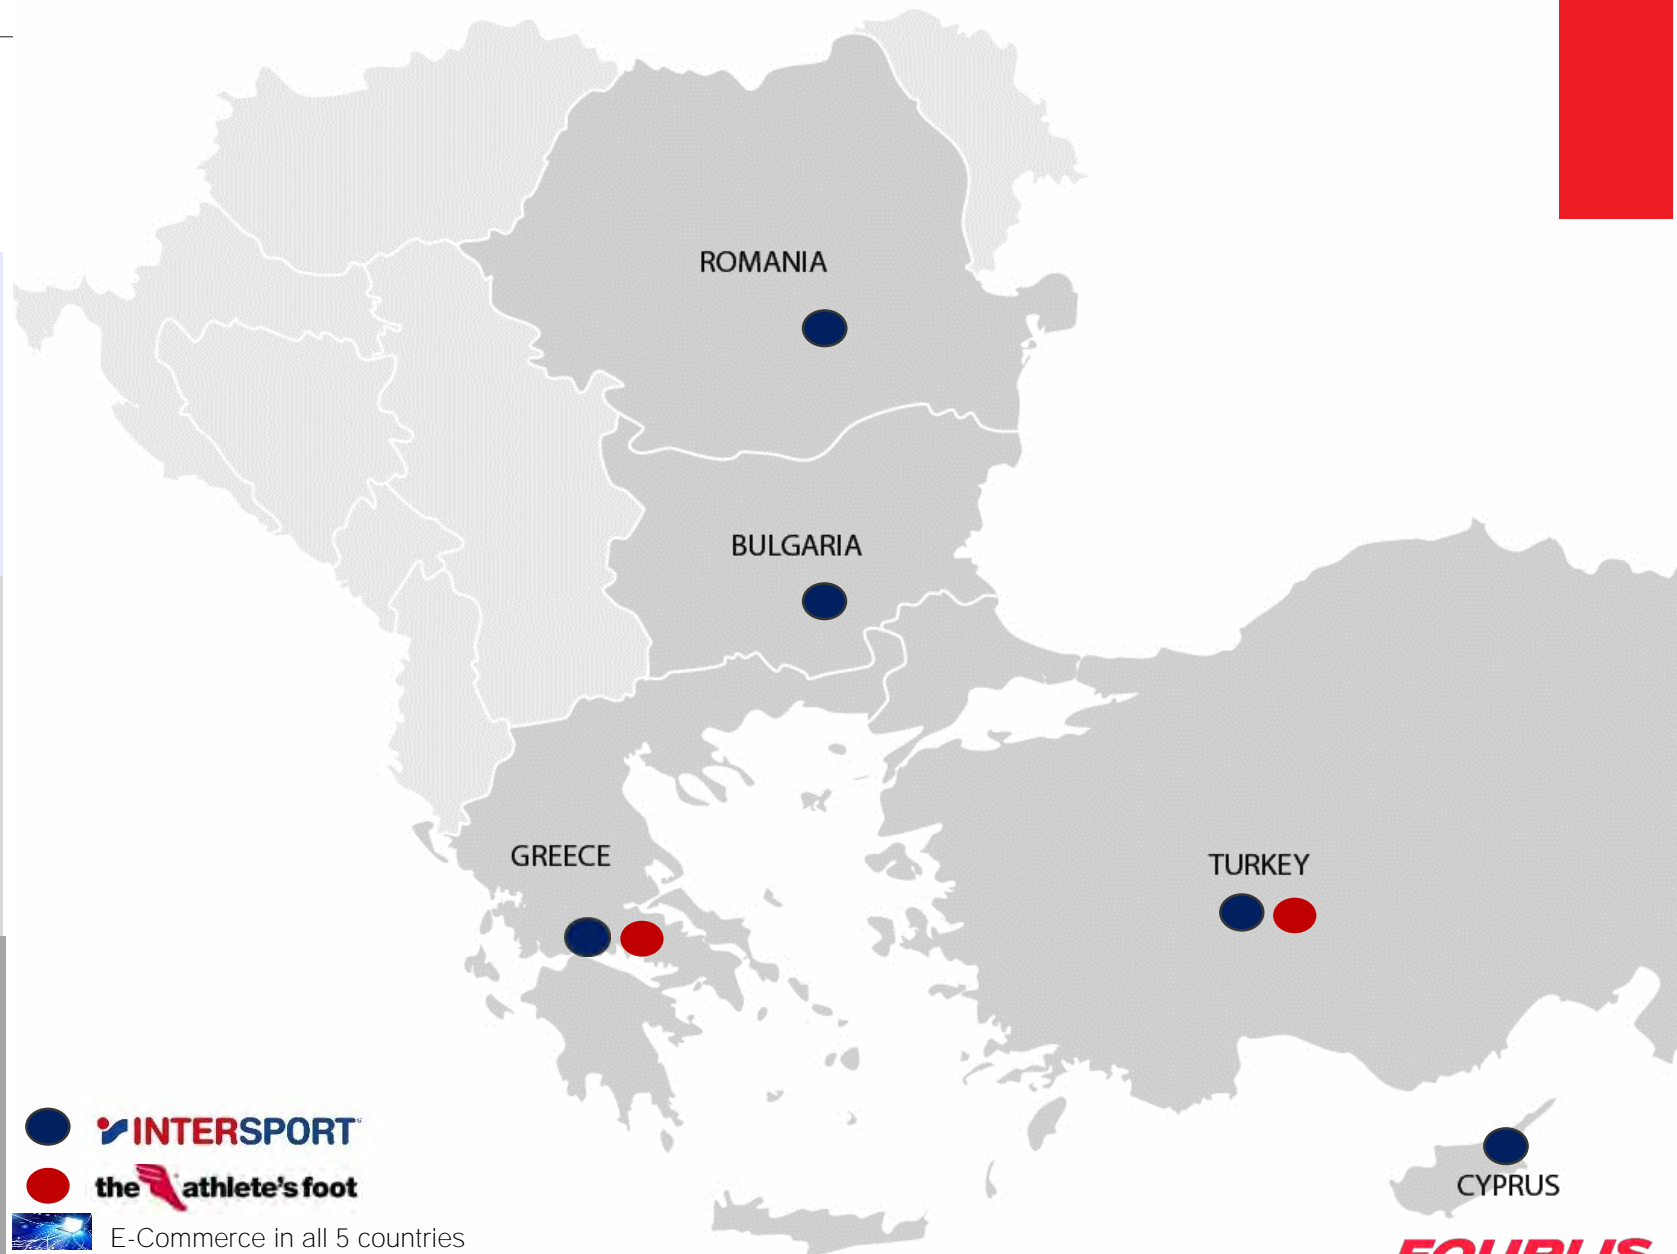 ROMANIA
BULGARIA
GREECE
TURKEY
INTERSPORT
the athlete's foot
CYPRUS
E-Commerce in all 5 countries